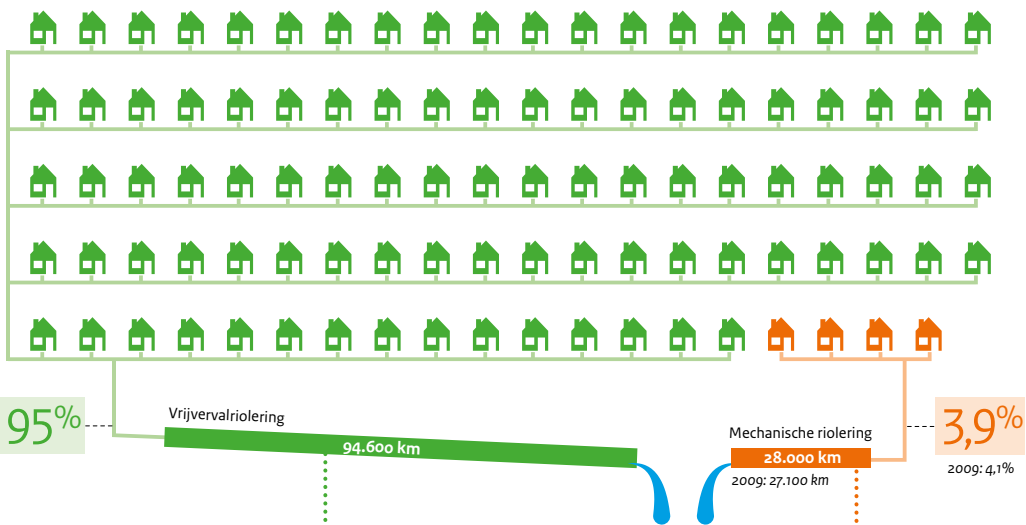 95%
Vrijvervalriolering
94.600 km
Mechanische riolering
28.000 km
2009: 27.100 km
3,9%
2009: 4,1%